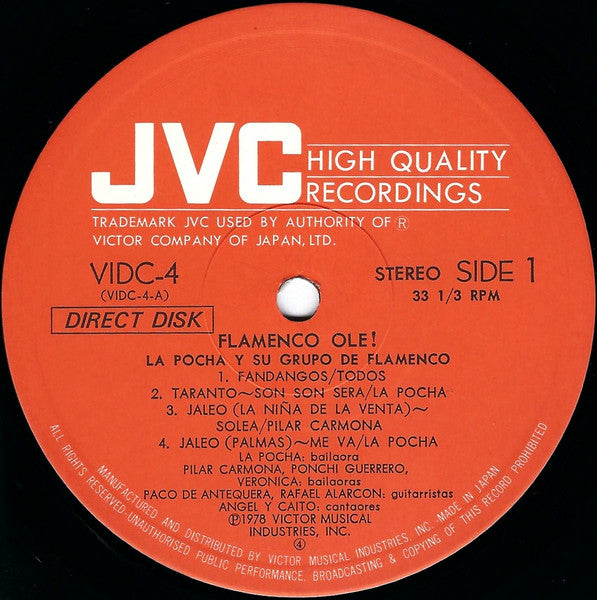 JVC
HIGH QUALITY
RECORDINGS
TRADEMARK JVC USED BY AUTHORITY OF ®
VICTOR COMPANY OF JAPAN, LTD.
VIDC-4
(VIDC-4-A)
STEREO SIDE 1
33 1/3 RPM
DIRECT DISK
FLAMENCO OLE!
LA POCHA Y SU GRUPO DE FLAMENCO
1. FANDANGOS/TODOS
2. TARANTO~SON SON SERA/LA POCHA
3. JALEO (LA NIÑA DE LA VENTA)~
SOLEA/PILAR CARMONA
4. JALEO (PALMAS)~ME VA/LA POCHA
LA POCHA: bailaora
PILAR CARMONA, PONCHI GUERRERO,
VERONICA: bailaoras
PACO DE ANTEQUERA, RAFAEL ALARCON: guitarristas
ANGEL Y CAITO: cantaores
Ⓟ1978 VICTOR MUSICAL
INDUSTRIES, INC.
④
MANUFACTURED AND DISTRIBUTED BY VICTOR MUSICAL INDUSTRIES, INC. MADE IN JAPAN
ALL RIGHTS RESERVED-UNAUTHORISED PUBLIC PERFORMANCE, BROADCASTING & COPYING OF THIS RECORD PROHIBITED